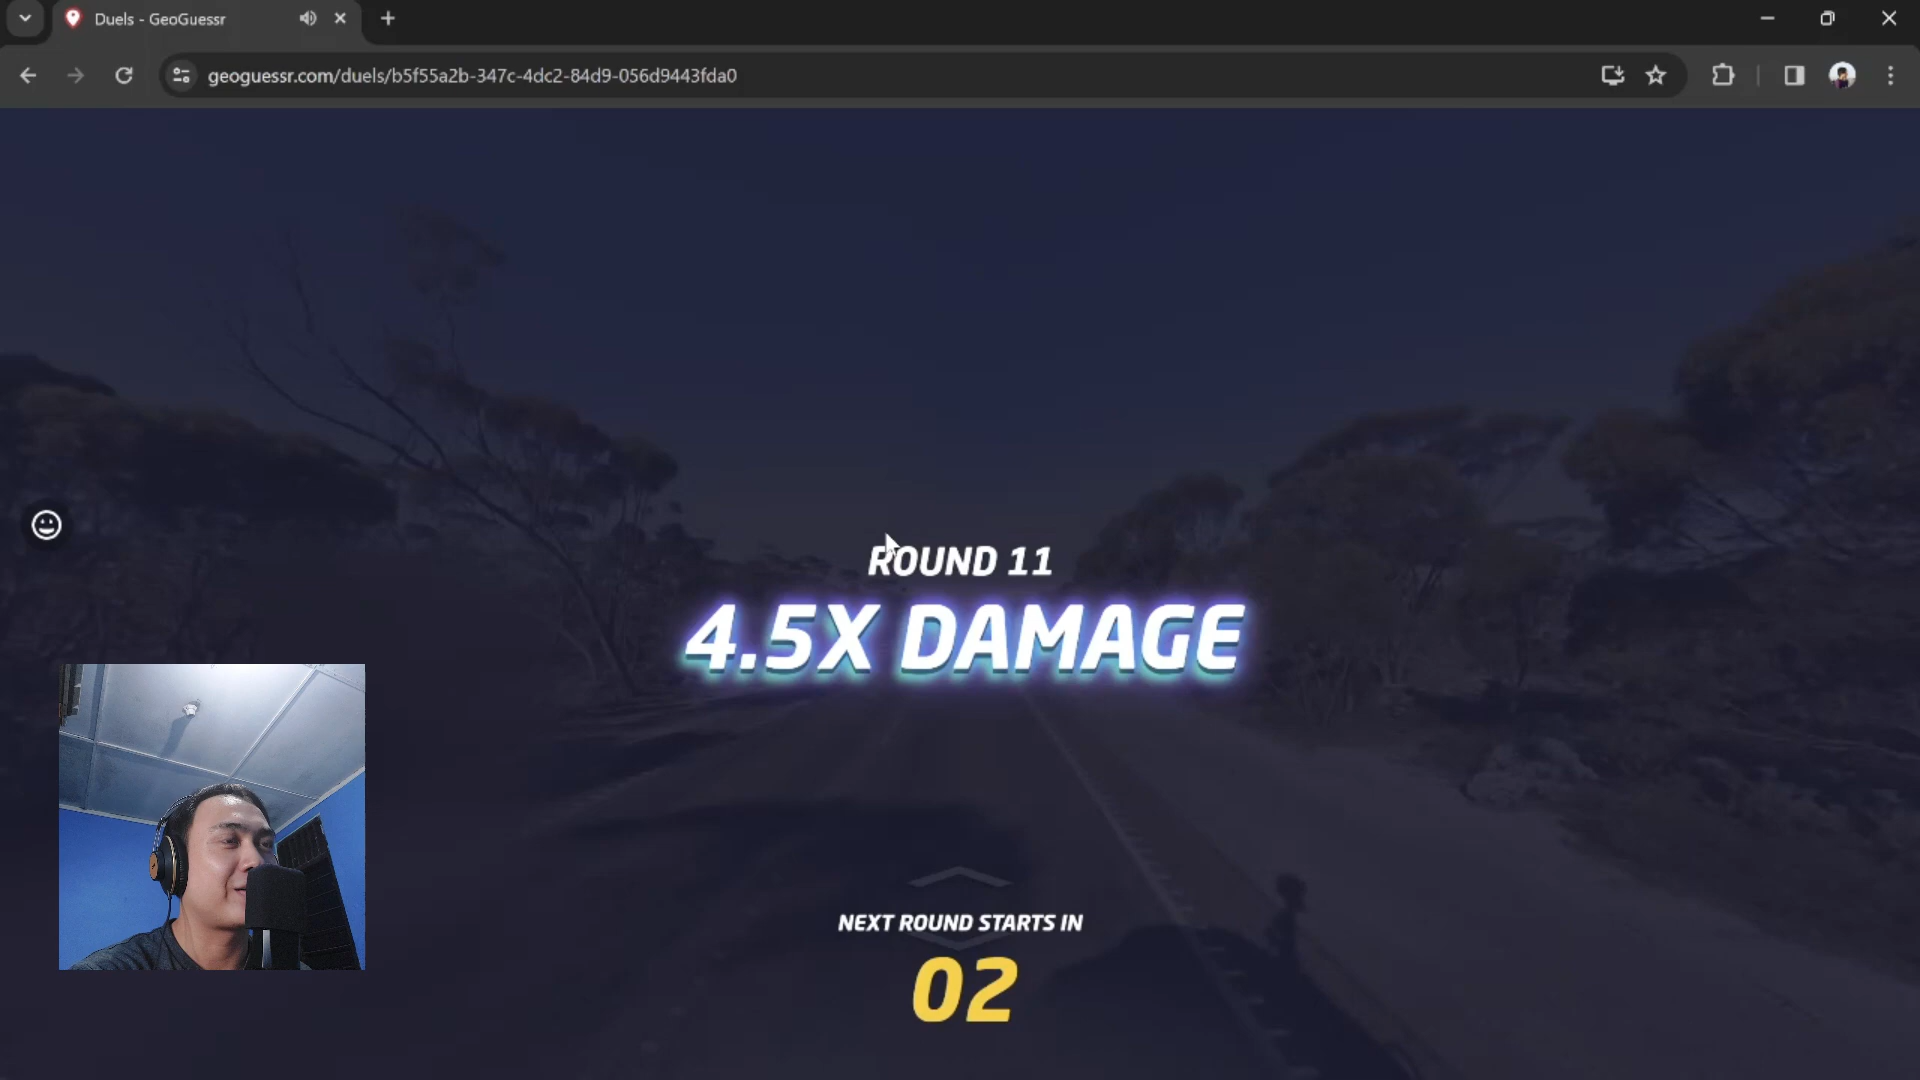 Duels - GeoGuessr
geoguessr.com/duels/b5f55a2b-347c-4dc2-84d9-056d9443fda0
ROUND 11
4.5X DAMAGE
NEXT ROUND STARTS IN
02